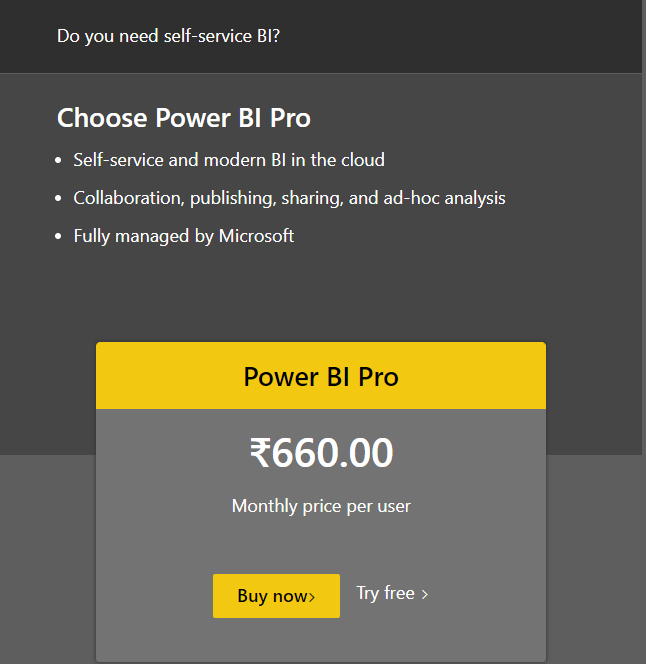 Do you need self-service BI?
Choose Power BI Pro
• Self-service and modern BI in the cloud
• Collaboration, publishing, sharing, and ad-hoc analysis
• Fully managed by Microsoft
Power BI Pro
₹660.00
Monthly price per user
Buy now›
Try free ›